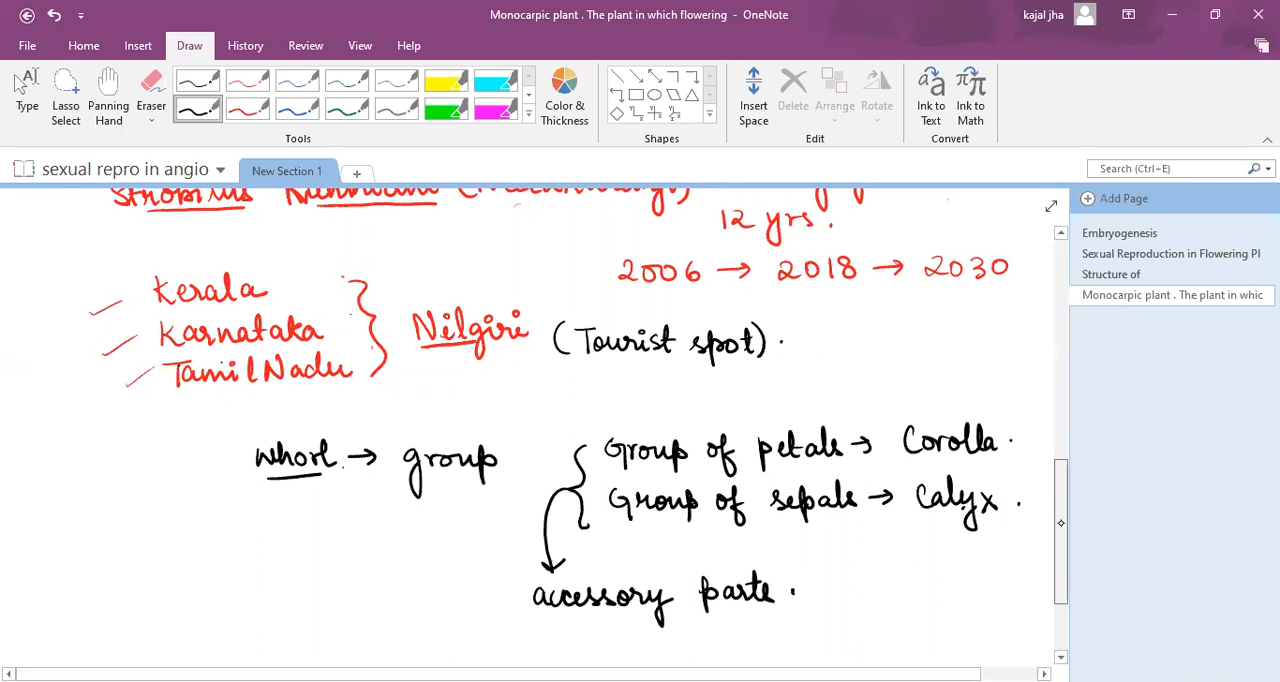 Monocarpic plant . The plant in which flowering - OneNote
kajal jha
File Home Insert Draw History Review View Help
Type
Lasso Select
Panning Hand
Eraser
Color & Thickness
Insert Space
Delete
Arrange
Rotate
Ink to Text
Ink to Math
Tools
Shapes
Edit
Convert
sexual repro in angio
New Section 1
Search (Ctrl+E)
Add Page
Embryogenesis
Sexual Reproduction in Flowering Pl
Structure of
Monocarpic plant . The plant in whic
12 yrs.
2006 → 2018 → 2030
Kerala
Karnataka
Tamil Nadu
Nilgiri (Tourist spot).
whorl → group
Group of petals → Corolla.
Group of sepals → Calyx.
accessory parts.